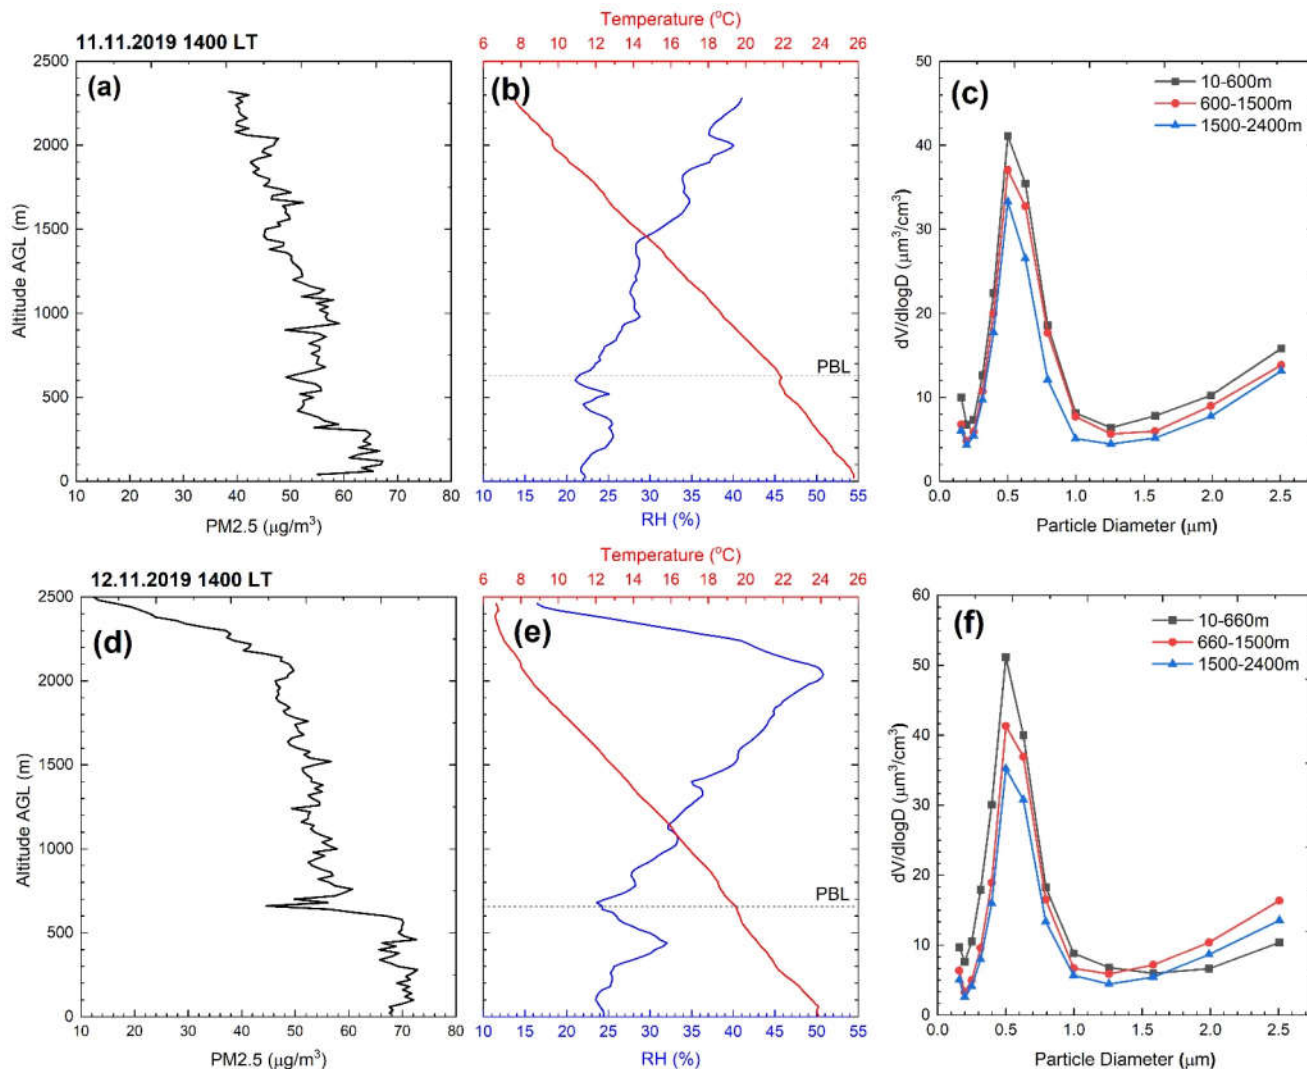 Temperature (°C)
11.11.2019 1400 LT
6 8 10 12 14 16 18 20 22 24 26
2500
2000
1500
1000
500
0
Altitude AGL (m)
(a)
10 20 30 40 50 60 70 80
PM2.5 (μg/m³)
(b)
PBL
10 15 20 25 30 35 40 45 50 55
RH (%)
50
40
30
20
10
0
dV/dlogD (μm³/cm³)
(c)
10-600m
600-1500m
1500-2400m
0.0 0.5 1.0 1.5 2.0 2.5
Particle Diameter (μm)
Temperature (°C)
12.11.2019 1400 LT
6 8 10 12 14 16 18 20 22 24 26
2500
2000
1500
1000
500
0
Altitude AGL (m)
(d)
10 20 30 40 50 60 70 80
PM2.5 (μg/m³)
(e)
PBL
10 15 20 25 30 35 40 45 50 55
RH (%)
60
50
40
30
20
10
0
dV/dlogD (μm³/cm³)
(f)
10-660m
660-1500m
1500-2400m
0.0 0.5 1.0 1.5 2.0 2.5
Particle Diameter (μm)